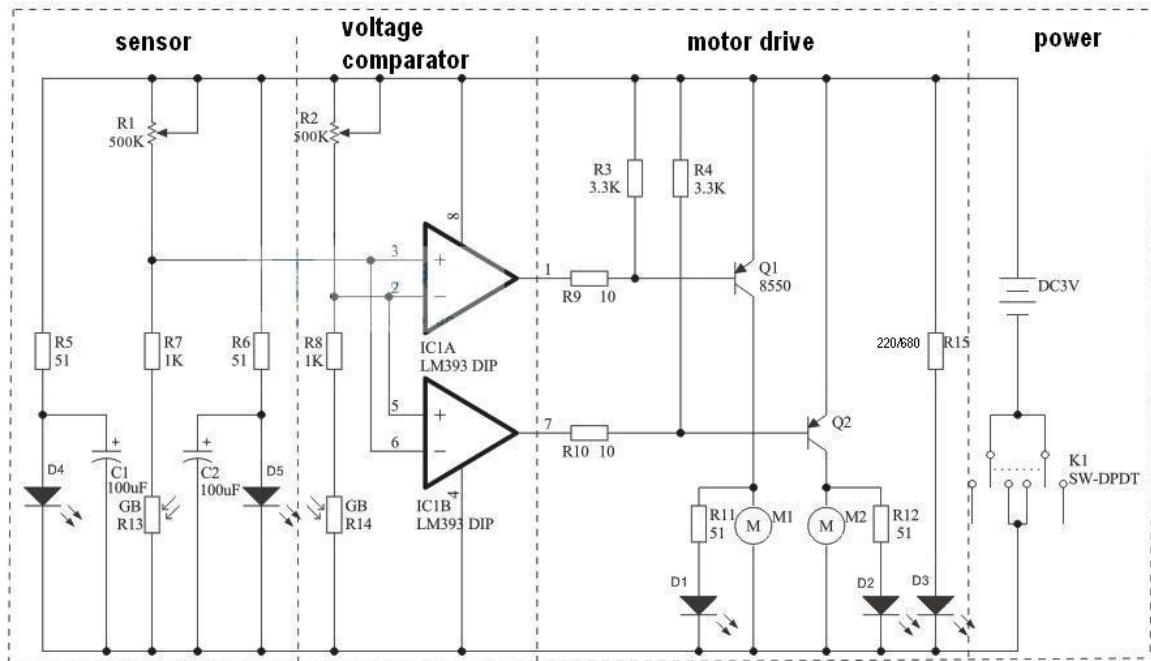 sensor
voltage
comparator
motor drive
power
R1
500K
R2
500K
R3
3.3K
R4
3.3K
8
3
2
1
R9 10
Q1
8550
DC3V
R5
51
R7
1K
R6
51
R8
1K
IC1A
LM393 DIP
220/680
R15
5
6
7
R10 10
Q2
D4
+
C1
100uF
+
C2
100uF
D5
GB
R13
GB
R14
4
IC1B
LM393 DIP
K1
SW-DPDT
R11
51
M
M1
M
M2
R12
51
D1
D2
D3